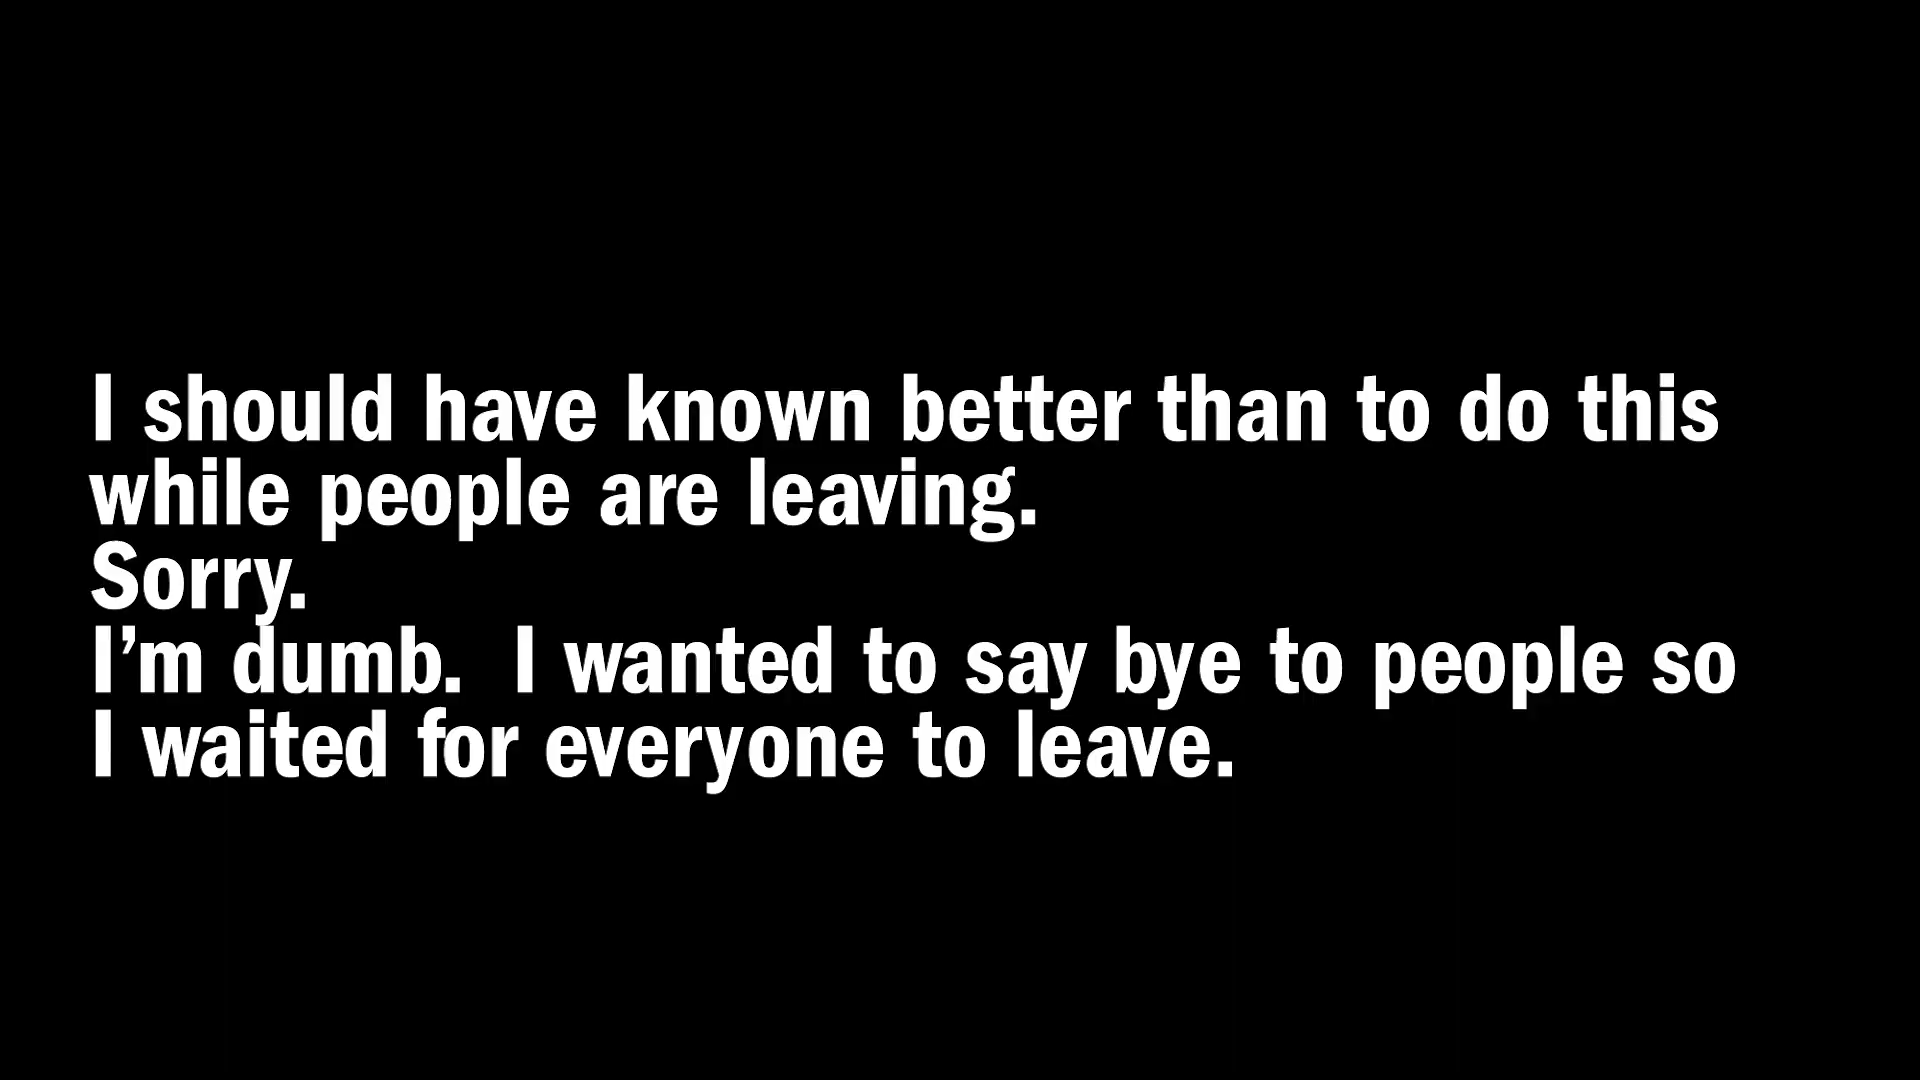 I should have known better than to do this
while people are leaving.
Sorry.
I’m dumb.  I wanted to say bye to people so
I waited for everyone to leave.